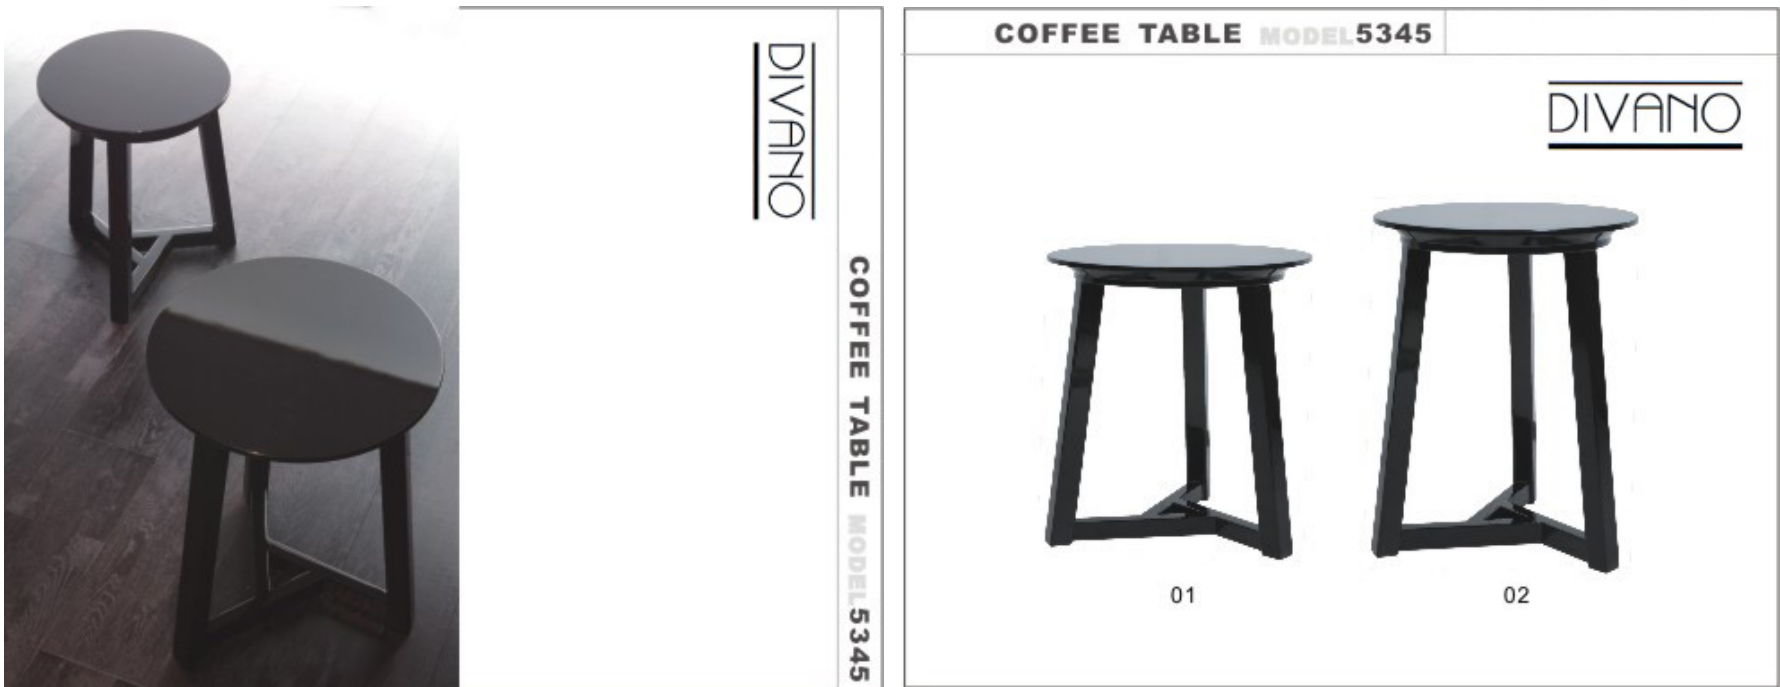 DIVANO
COFFEE TABLE MODEL5345
COFFEE TABLE MODEL5345
DIVANO
01
02